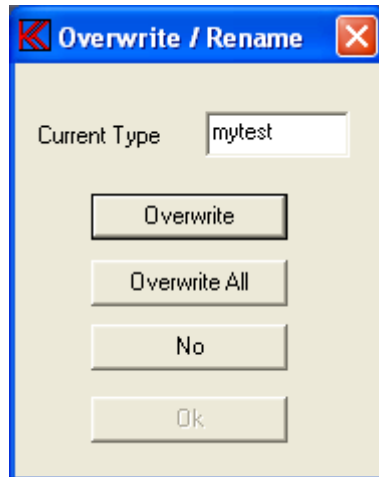 Overwrite / Rename
Current Type mytest
Overwrite
Overwrite All
No
Ok